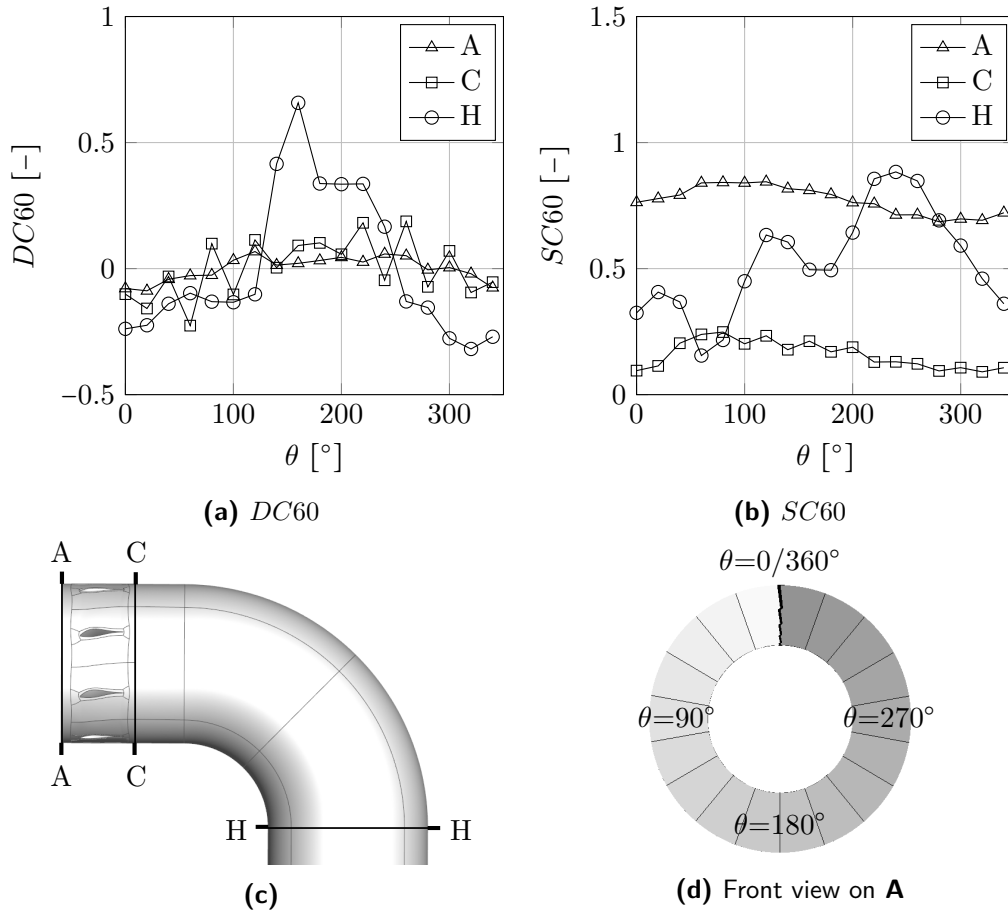 1
0.5
0
−0.5
DC60 [−]
0 100 200 300
θ [°]
A
C
H
(a) DC60
1.5
1
0.5
0
SC60 [−]
0 100 200 300
θ [°]
A
C
H
(b) SC60
A C
A C
H H
(c)
θ=0/360°
θ=90° θ=270°
θ=180°
(d) Front view on A